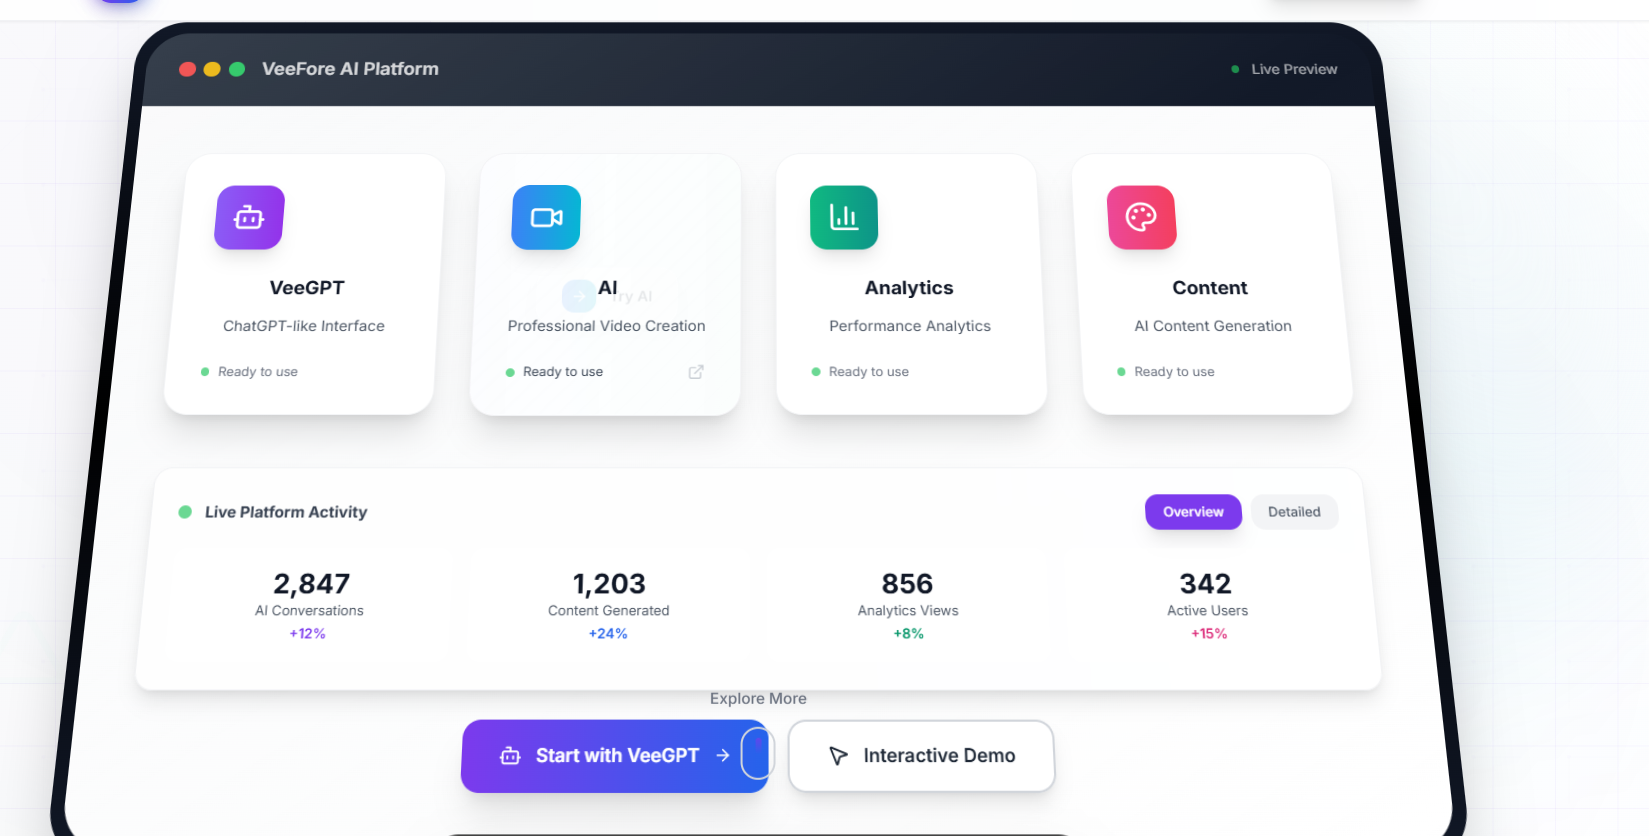 VeeFore AI Platform
Live Preview
VeeGPT
ChatGPT-like Interface
Ready to use
AI
Try AI
Professional Video Creation
Ready to use
Analytics
Performance Analytics
Ready to use
Content
AI Content Generation
Ready to use
Live Platform Activity
Overview
Detailed
2,847
AI Conversations
+12%
1,203
Content Generated
+24%
856
Analytics Views
+8%
342
Active Users
+15%
Explore More
Start with VeeGPT
Interactive Demo